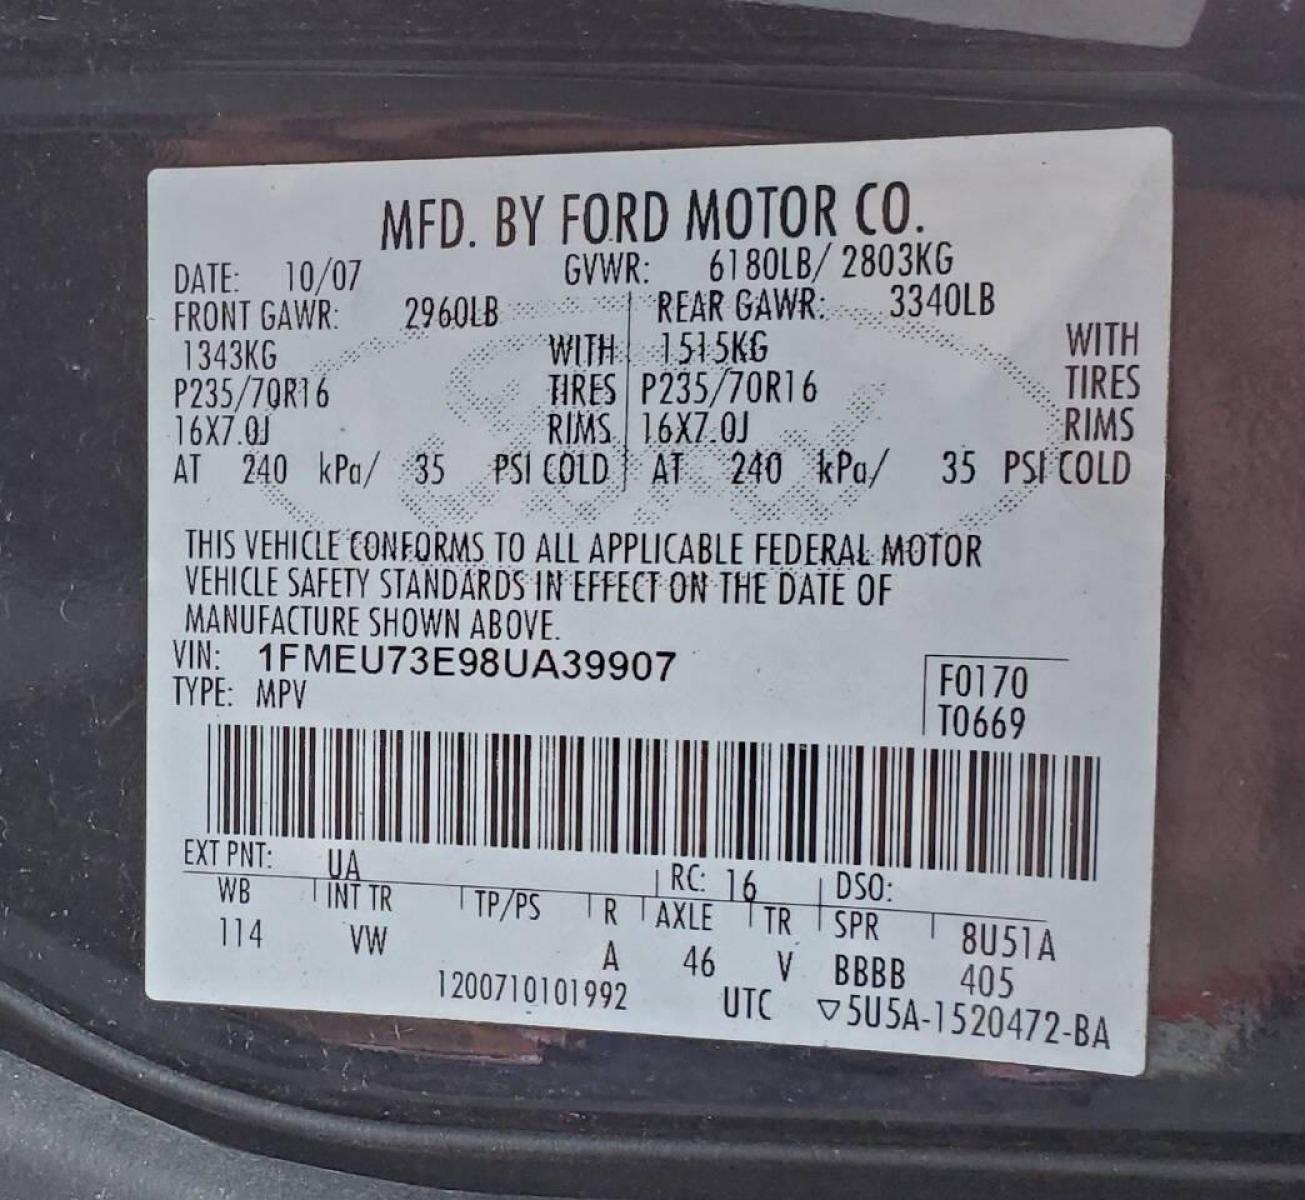 MFD. BY FORD MOTOR CO.
DATE: 10/07 GVWR: 6180LB/ 2803KG
FRONT GAWR: 2960LB REAR GAWR: 3340LB
1343KG WITH 1515KG WITH
P235/70R16 TIRES P235/70R16 TIRES
16X7.0J RIMS 16X7.0J RIMS
AT 240 kPa/ 35 PSI COLD AT 240 kPa/ 35 PSI COLD
THIS VEHICLE CONFORMS TO ALL APPLICABLE FEDERAL MOTOR
VEHICLE SAFETY STANDARDS IN EFFECT ON THE DATE OF
MANUFACTURE SHOWN ABOVE.
VIN: 1FMEU73E98UA39907
TYPE: MPV
F0170
T0669
EXT PNT: UA RC: 16 DSO:
WB INT TR TP/PS R AXLE TR SPR 8U51A
114 VW A 46 V BBBB 405
1200710101992 UTC ▽5U5A-1520472-BA
Ford